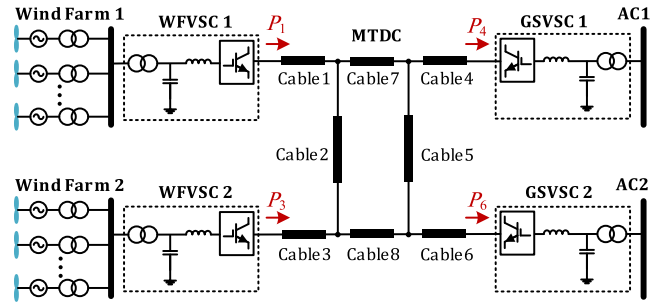 Wind Farm 1
WFVSC 1
P1
MTDC
P4
GSVSC 1
AC1
Cable1
Cable7
Cable4
Cable2
Cable5
Wind Farm 2
WFVSC 2
P3
P6
GSVSC 2
AC2
Cable3
Cable8
Cable6